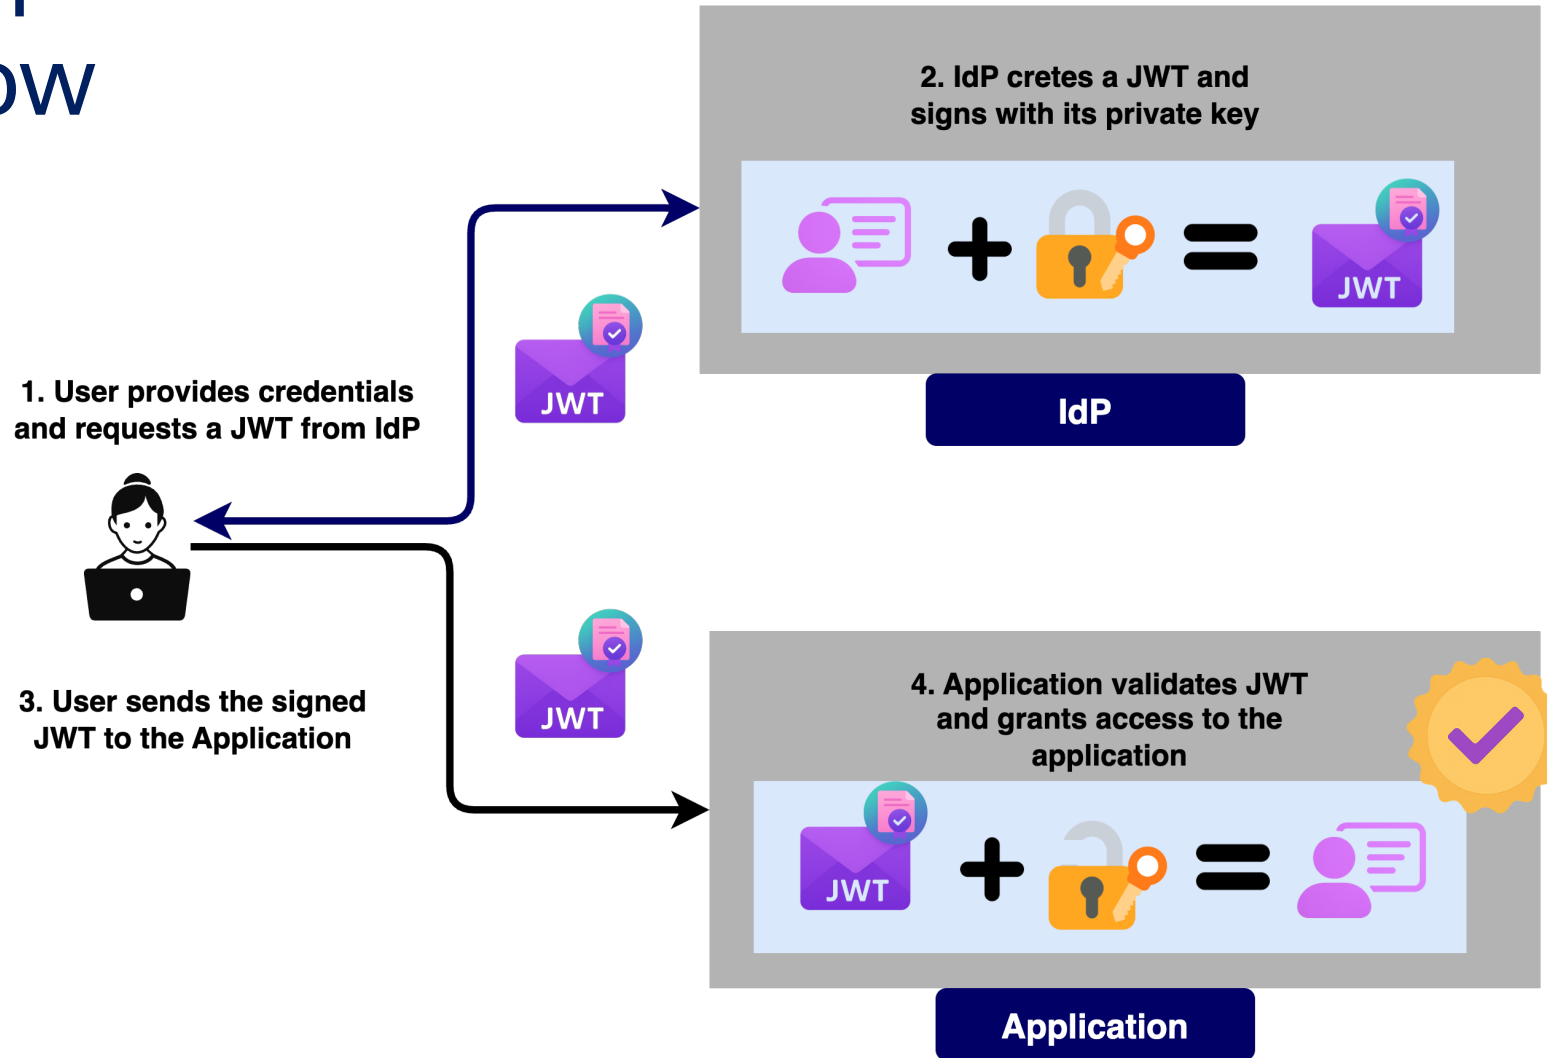 ow
2. IdP cretes a JWT and
signs with its private key
JWT
JWT
1. User provides credentials
and requests a JWT from IdP
IdP
JWT
3. User sends the signed
JWT to the Application
4. Application validates JWT
and grants access to the
application
JWT
Application